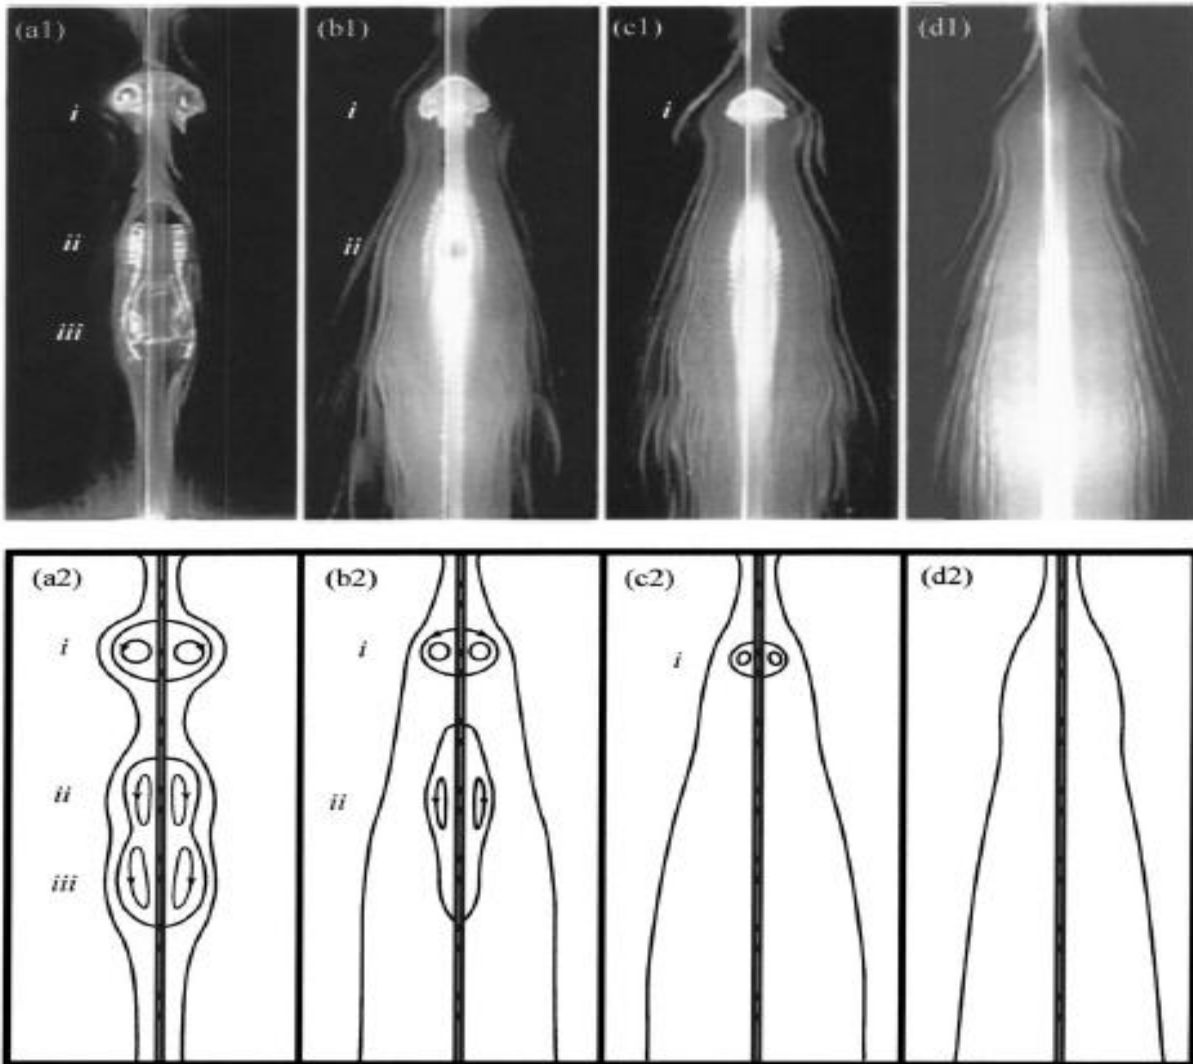 (a1) (b1) (c1) (d1)
i i i
ii ii
iii
(a2) (b2) (c2) (d2)
i i i
ii ii
iii